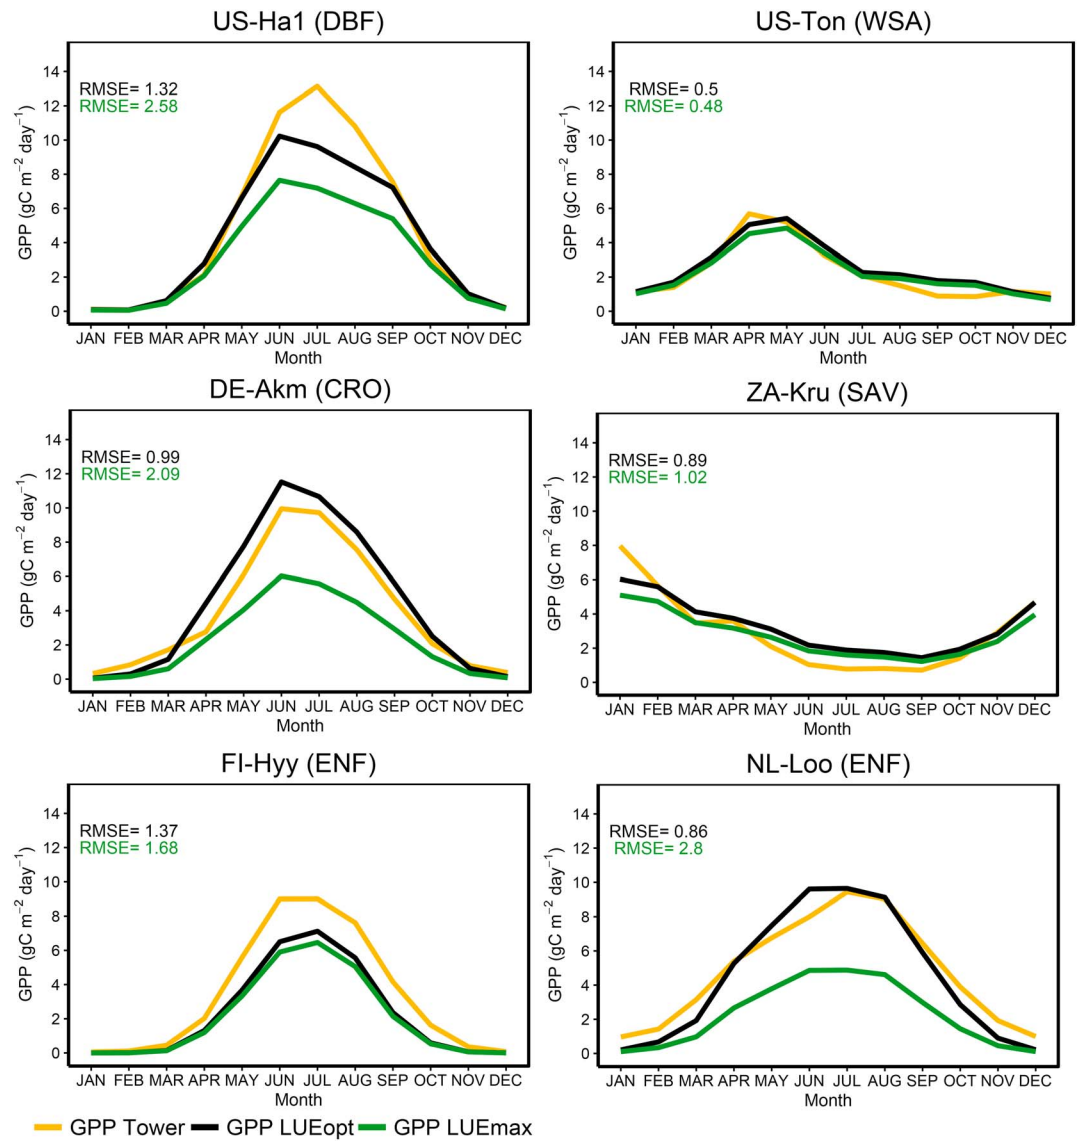 US-Ha1 (DBF)
RMSE= 1.32
RMSE= 2.58
GPP (gC m⁻² day⁻¹)
14
12
10
8
6
4
2
0
JAN FEB MAR APR MAY JUN JUL AUG SEP OCT NOV DEC
Month
US-Ton (WSA)
RMSE= 0.5
RMSE= 0.48
GPP (gC m⁻² day⁻¹)
14
12
10
8
6
4
2
0
JAN FEB MAR APR MAY JUN JUL AUG SEP OCT NOV DEC
Month
DE-Akm (CRO)
RMSE= 0.99
RMSE= 2.09
GPP (gC m⁻² day⁻¹)
14
12
10
8
6
4
2
0
JAN FEB MAR APR MAY JUN JUL AUG SEP OCT NOV DEC
Month
ZA-Kru (SAV)
RMSE= 0.89
RMSE= 1.02
GPP (gC m⁻² day⁻¹)
14
12
10
8
6
4
2
0
JAN FEB MAR APR MAY JUN JUL AUG SEP OCT NOV DEC
Month
FI-Hyy (ENF)
RMSE= 1.37
RMSE= 1.68
GPP (gC m⁻² day⁻¹)
14
12
10
8
6
4
2
0
JAN FEB MAR APR MAY JUN JUL AUG SEP OCT NOV DEC
Month
NL-Loo (ENF)
RMSE= 0.86
RMSE= 2.8
GPP (gC m⁻² day⁻¹)
14
12
10
8
6
4
2
0
JAN FEB MAR APR MAY JUN JUL AUG SEP OCT NOV DEC
Month
GPP Tower GPP LUEopt GPP LUEmax